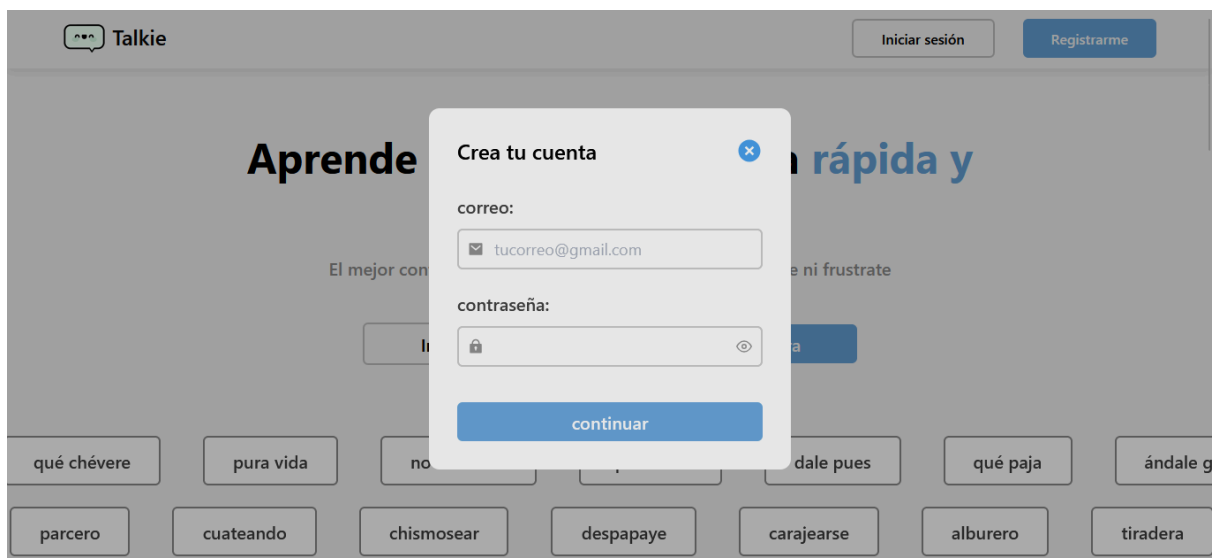 Talkie
Iniciar sesión
Registrarme
Aprende
rápida y
Crea tu cuenta
correo:
tucorreo@gmail.com
El mejor con
e ni frustrate
contraseña:
continuar
qué chévere
pura vida
no
dale pues
qué paja
ándale g
parcero
cuateando
chismosear
despapaye
carajearse
alburero
tiradera